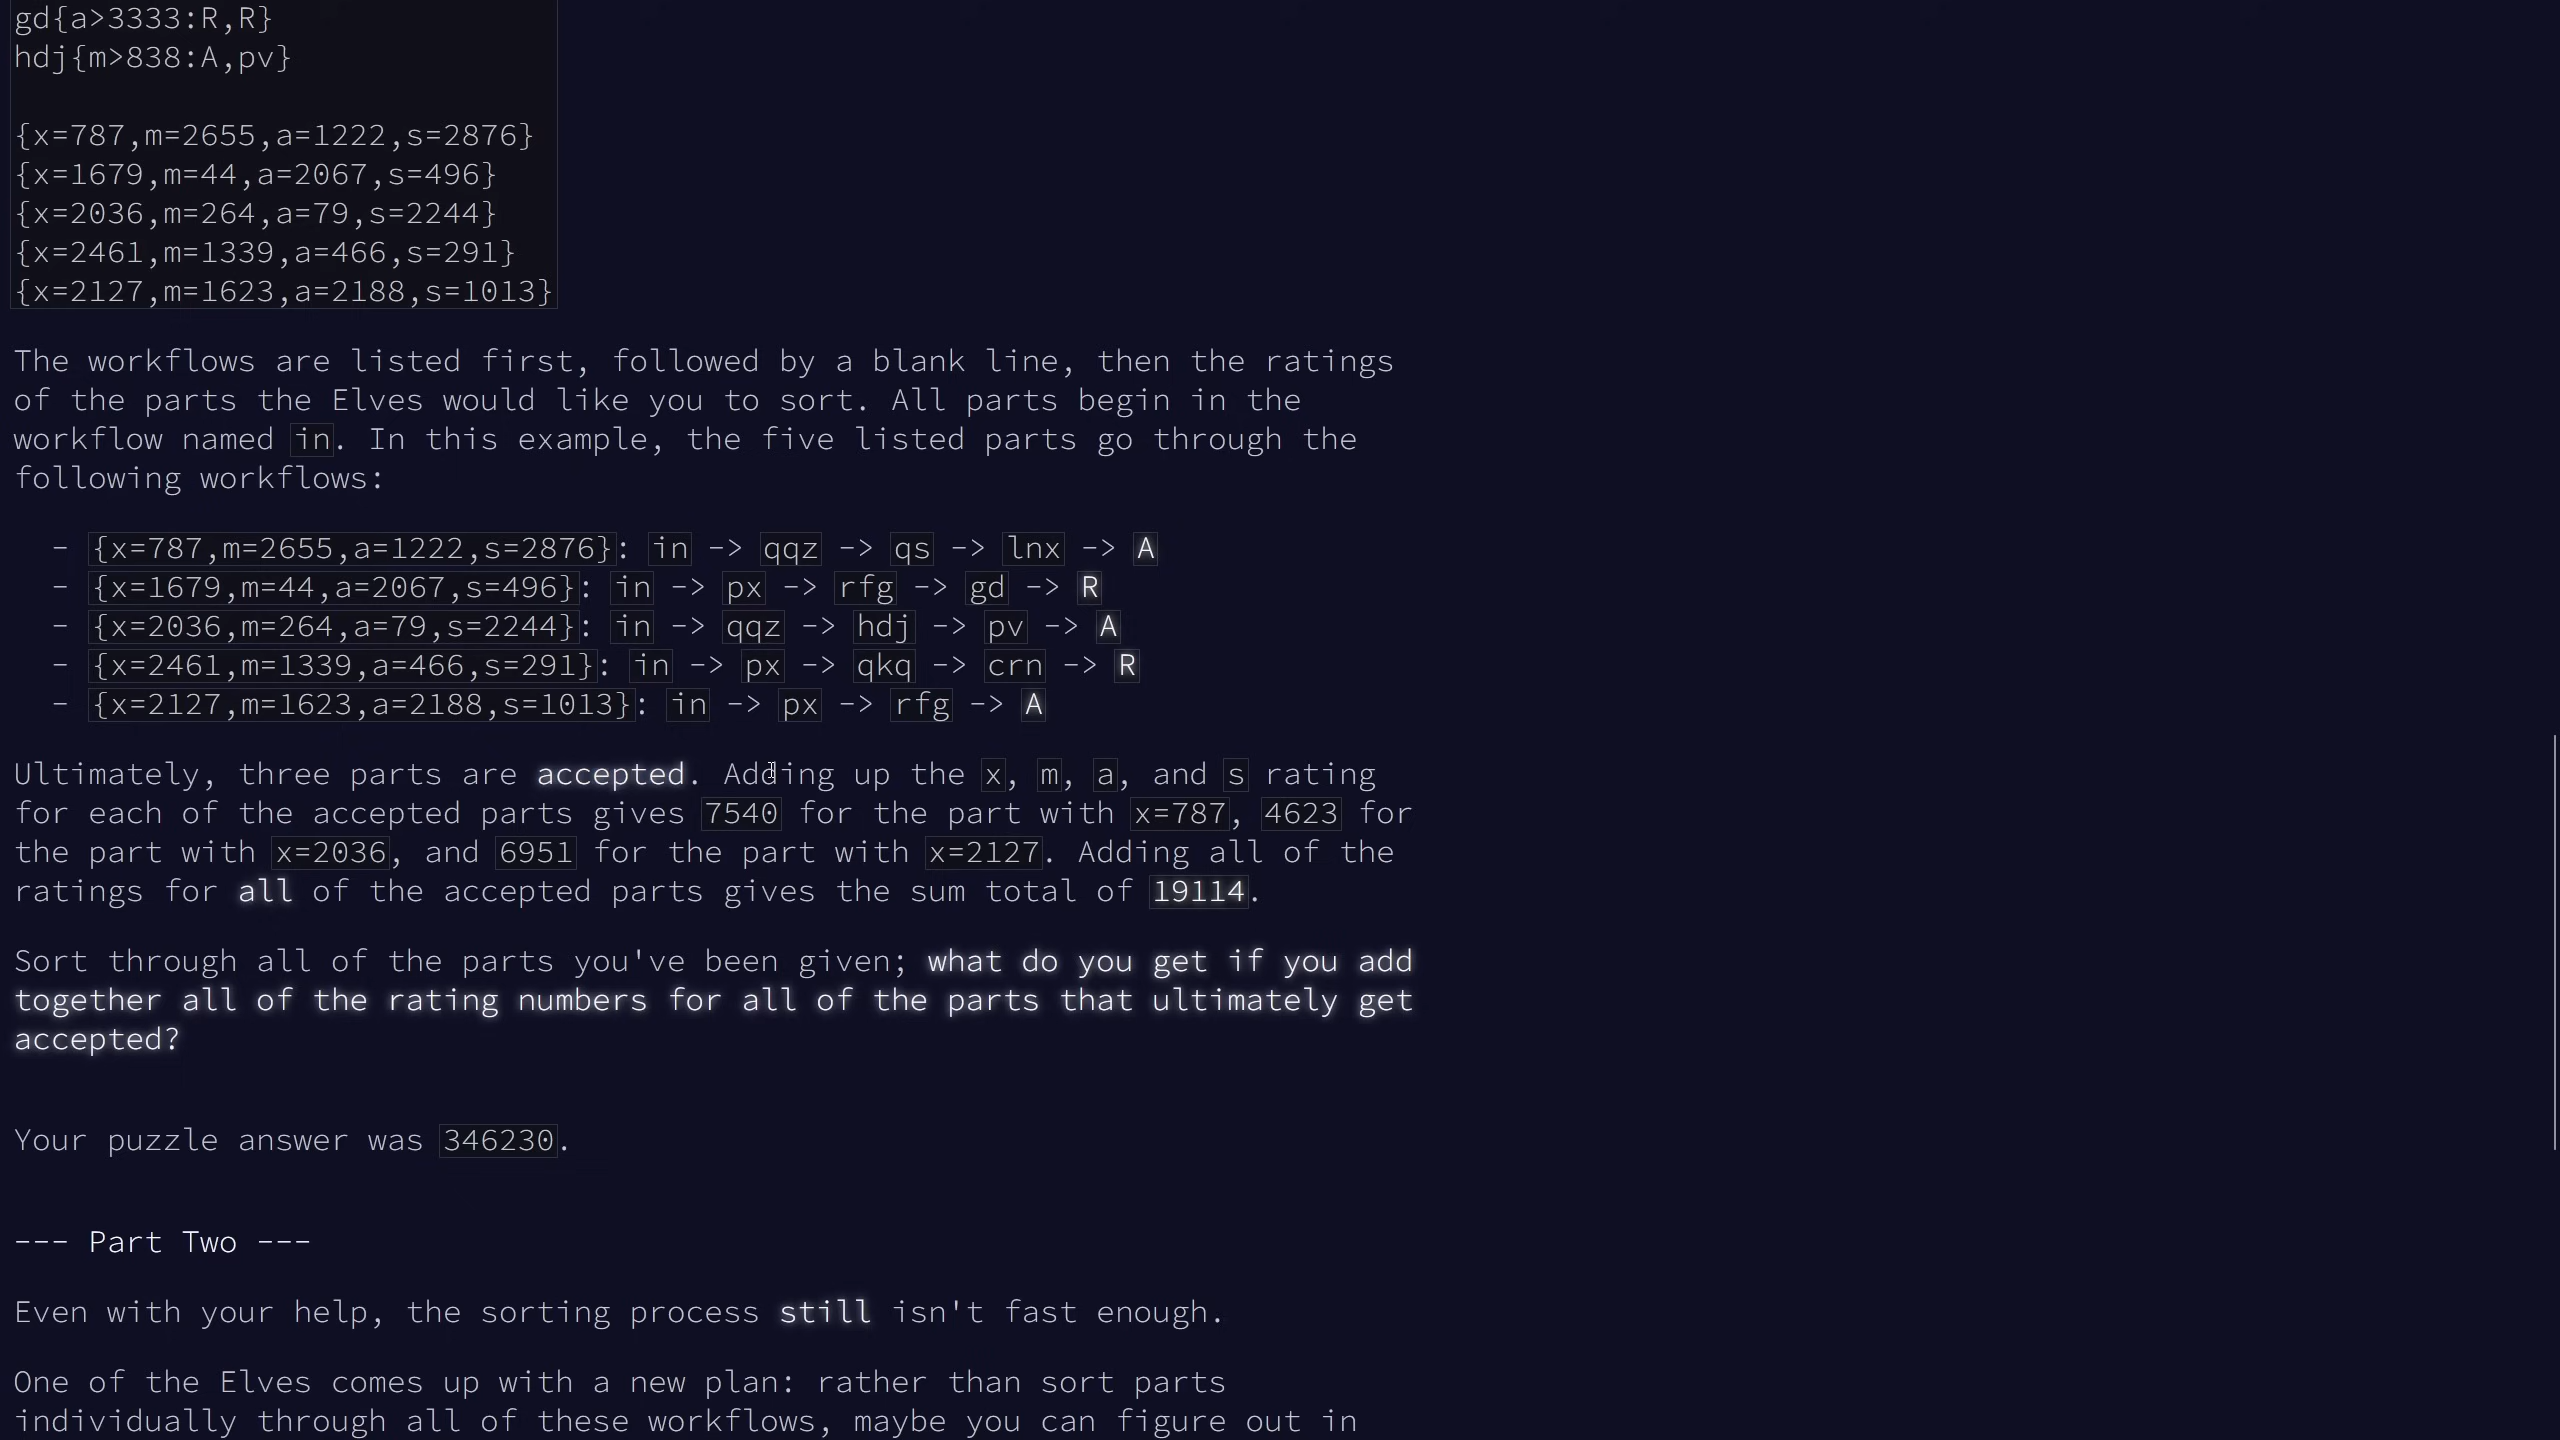 gd{a>3333:R,R}
hdj{m>838:A,pv}
{x=787,m=2655,a=1222,s=2876}
{x=1679,m=44,a=2067,s=496}
{x=2036,m=264,a=79,s=2244}
{x=2461,m=1339,a=466,s=291}
{x=2127,m=1623,a=2188,s=1013}
The workflows are listed first, followed by a blank line, then the ratings
of the parts the Elves would like you to sort. All parts begin in the
workflow named in. In this example, the five listed parts go through the
following workflows:
- {x=787,m=2655,a=1222,s=2876}: in -> qqz -> qs -> lnx -> A
- {x=1679,m=44,a=2067,s=496}: in -> px -> rfg -> gd -> R
- {x=2036,m=264,a=79,s=2244}: in -> qqz -> hdj -> pv -> A
- {x=2461,m=1339,a=466,s=291}: in -> px -> qkq -> crn -> R
- {x=2127,m=1623,a=2188,s=1013}: in -> px -> rfg -> A
Ultimately, three parts are accepted. Adding up the x, m, a, and s rating
for each of the accepted parts gives 7540 for the part with x=787, 4623 for
the part with x=2036, and 6951 for the part with x=2127. Adding all of the
ratings for all of the accepted parts gives the sum total of 19114.
Sort through all of the parts you've been given; what do you get if you add
together all of the rating numbers for all of the parts that ultimately get
accepted?
Your puzzle answer was 346230.
--- Part Two ---
Even with your help, the sorting process still isn't fast enough.
One of the Elves comes up with a new plan: rather than sort parts
individually through all of these workflows, maybe you can figure out in